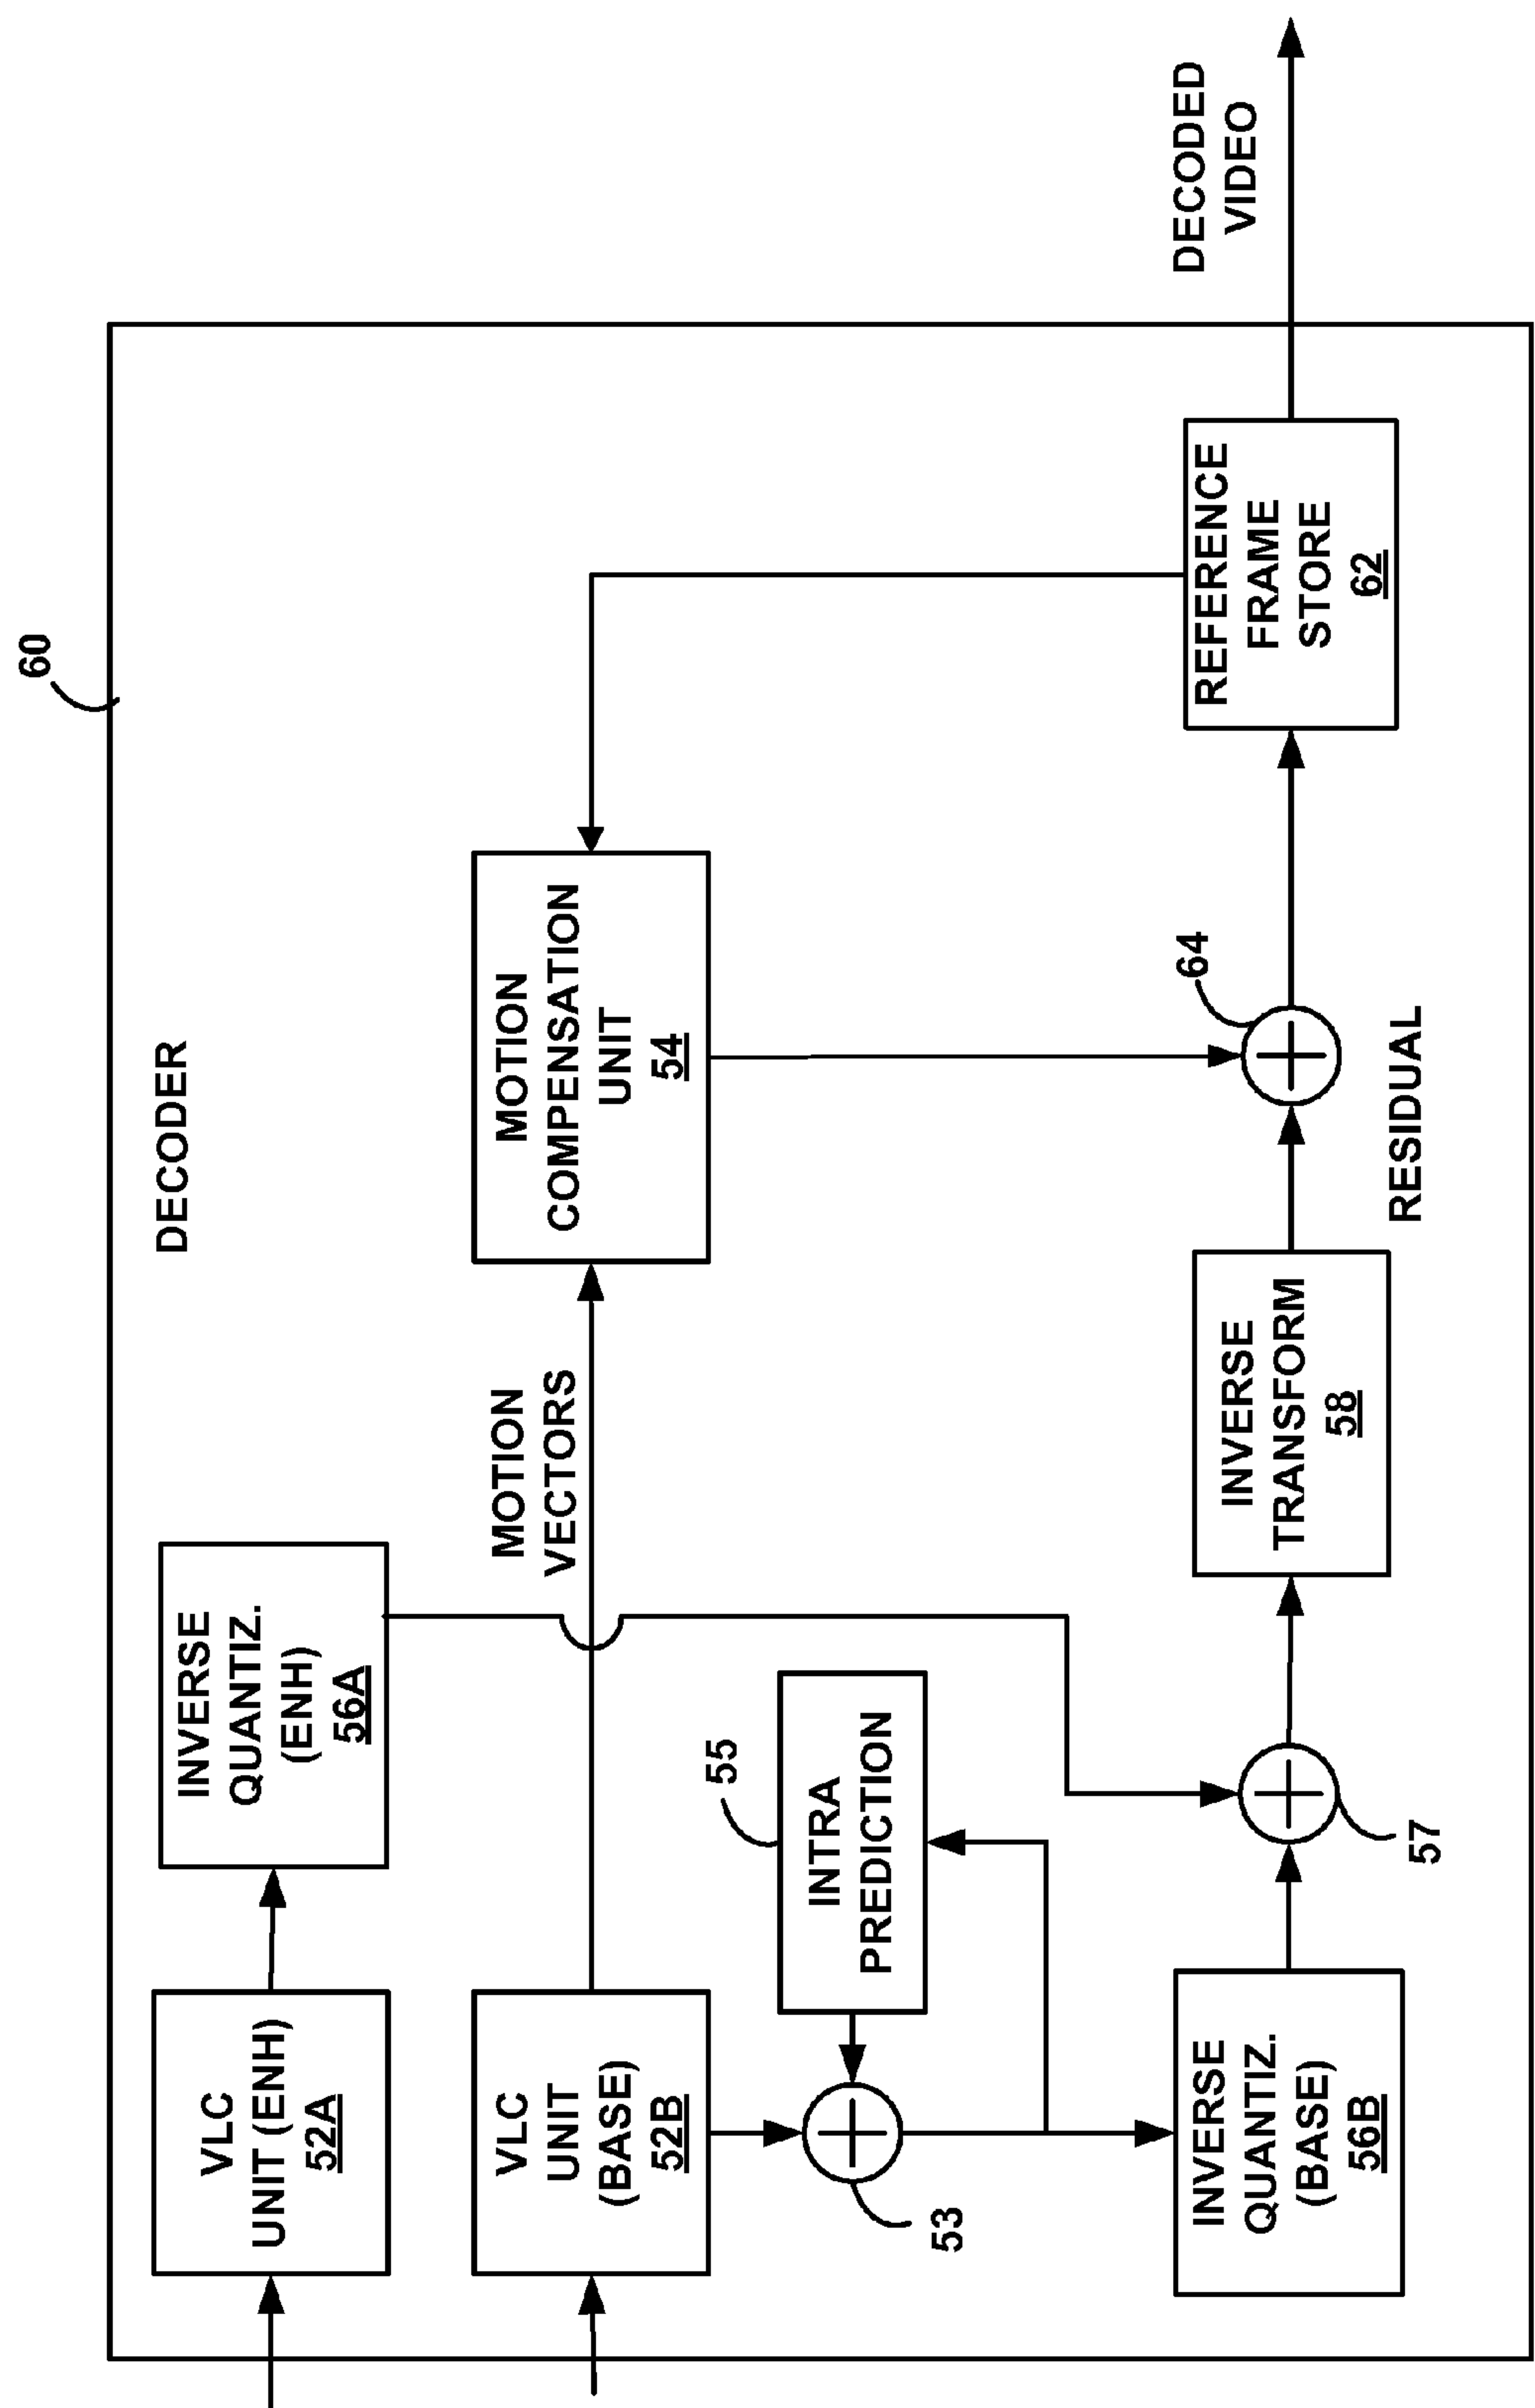 60
DECODER
VLC
UNIT (ENH)
52A
INVERSE
QUANTIZ.
(ENH)
56A
VLC
UNIT
(BASE)
52B
MOTION
VECTORS
MOTION
COMPENSATION
UNIT
54
55
INTRA
PREDICTION
53
INVERSE
QUANTIZ.
(BASE)
56B
57
INVERSE
TRANSFORM
58
RESIDUAL
64
REFERENCE
FRAME
STORE
62
DECODED
VIDEO